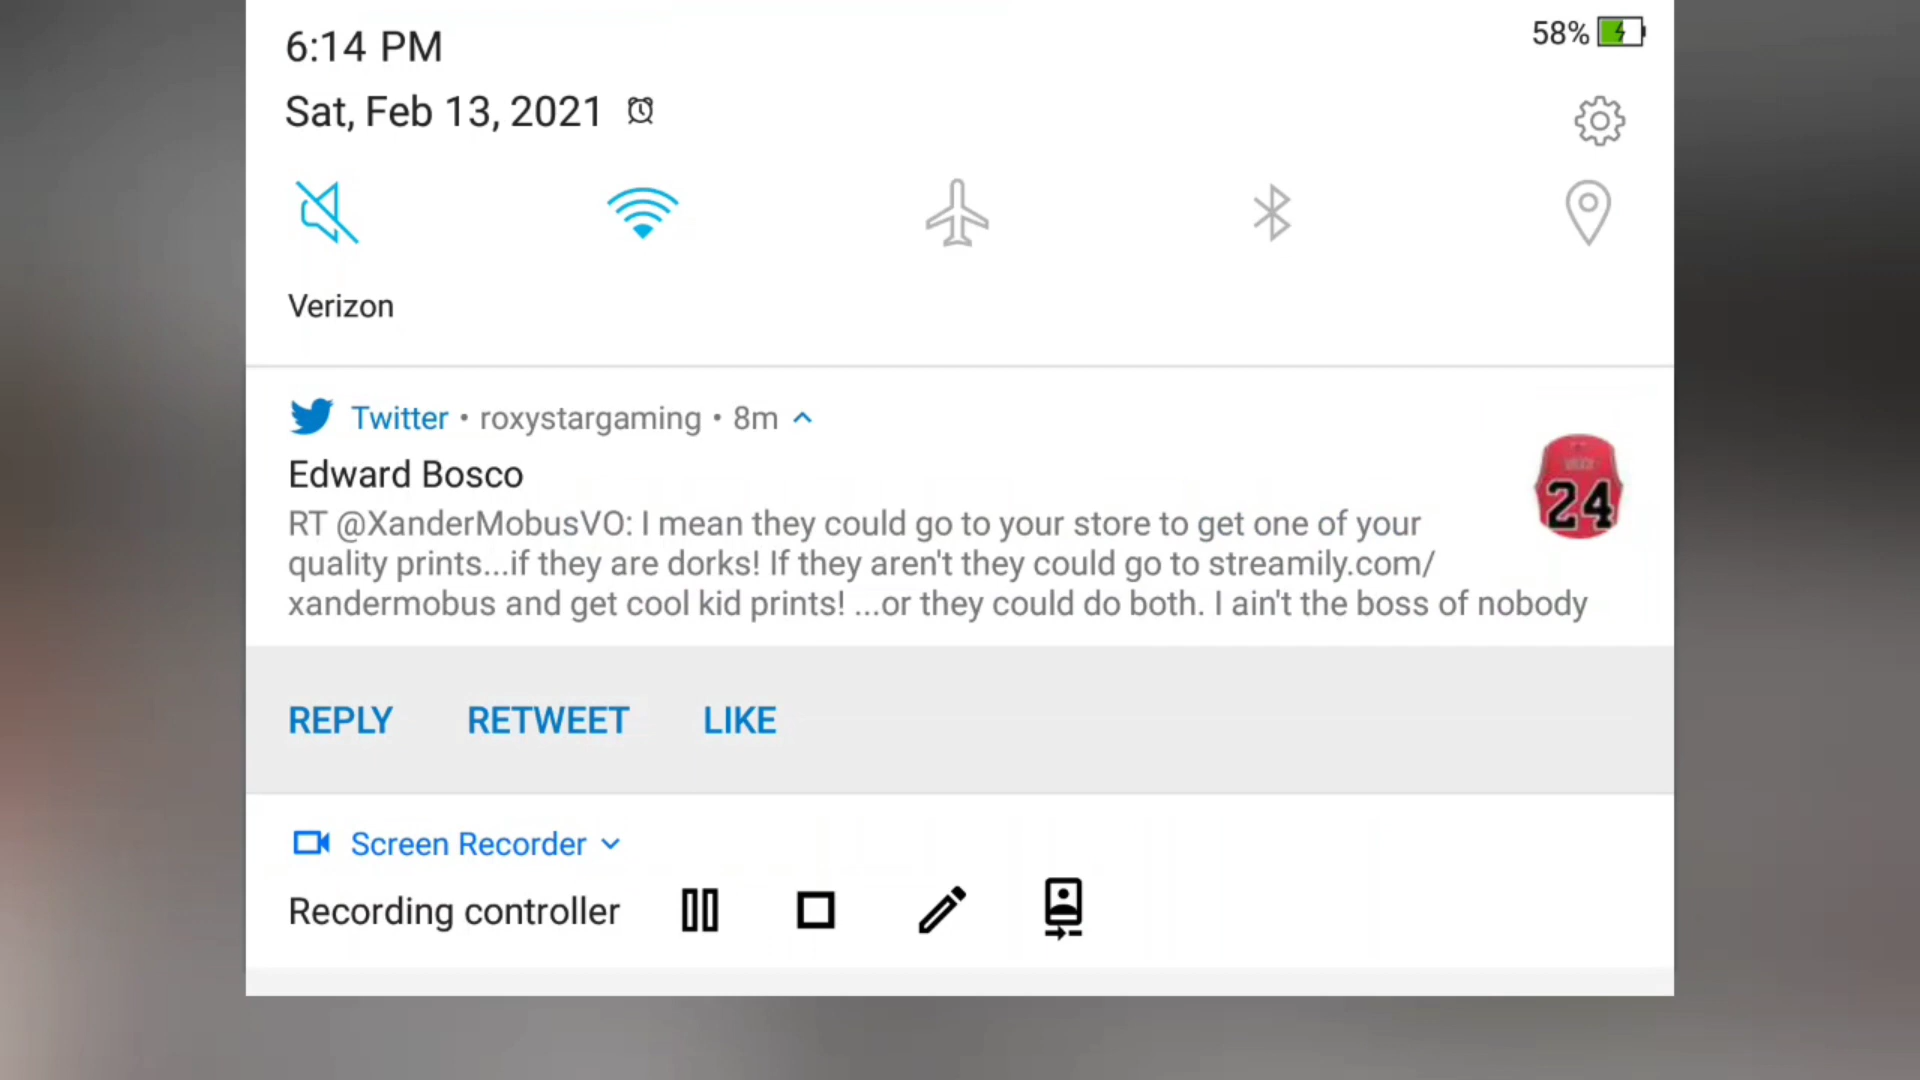 6:14 PM
58%
Sat, Feb 13, 2021
Verizon
Twitter • roxystargaming • 8m
Edward Bosco
24
RT @XanderMobusVO: I mean they could go to your store to get one of your
quality prints...if they are dorks! If they aren't they could go to streamily.com/
xandermobus and get cool kid prints! ...or they could do both. I ain't the boss of nobody
REPLY RETWEET LIKE
Screen Recorder
Recording controller